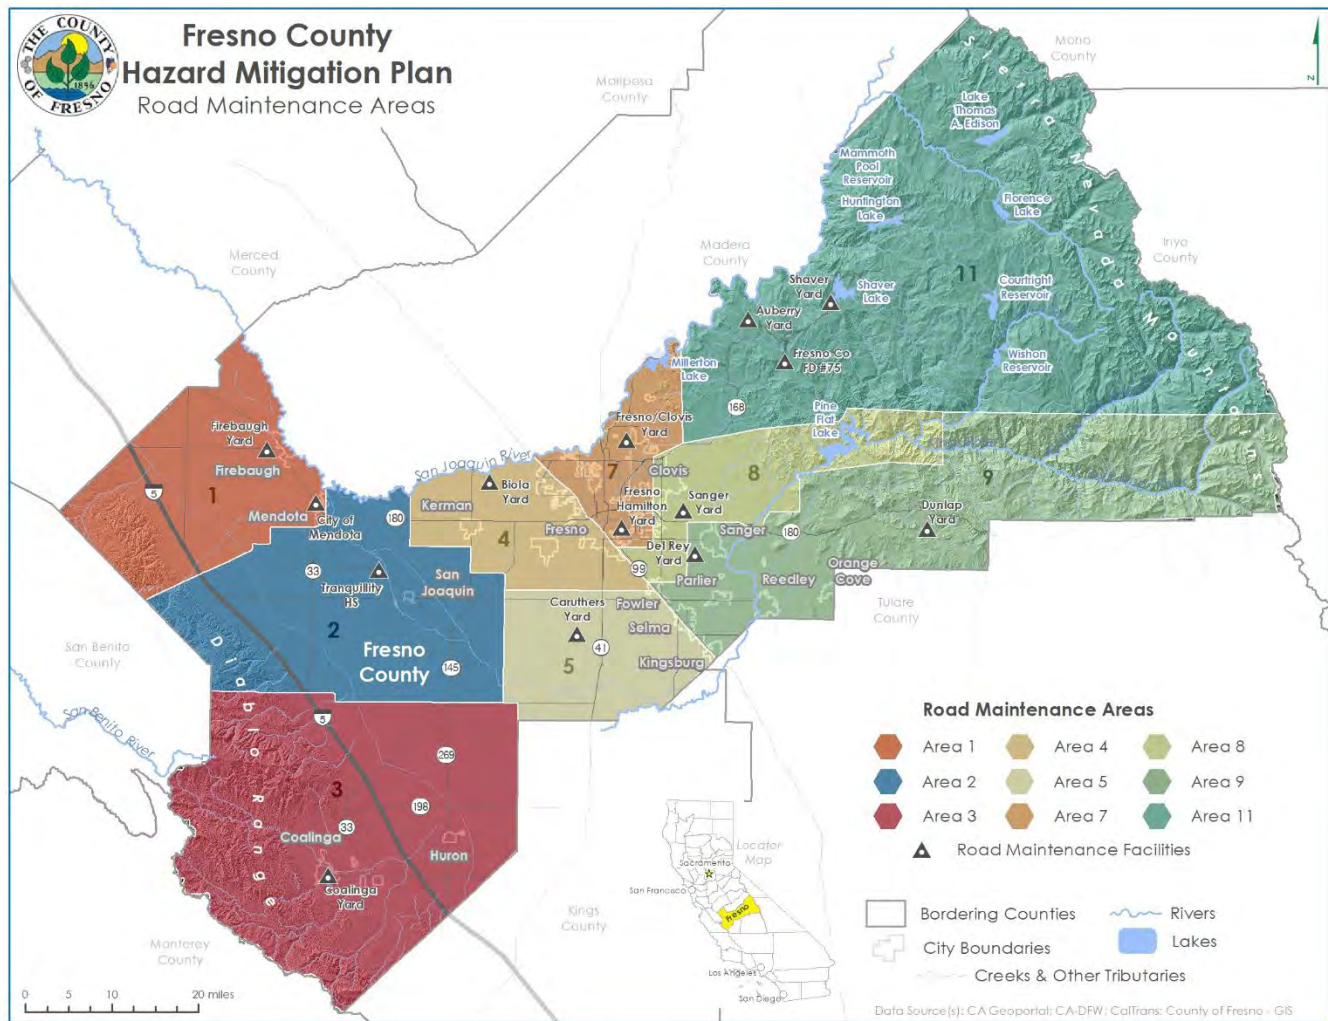 THE COUNTY
OF FRESNO
1856
Fresno County
Hazard Mitigation Plan
Road Maintenance Areas
Mariposa
County
Mono
County
N
Sierra Nevada Mountains
Lake
Thomas
A. Edison
Mammoth
Pool
Reservoir
Huntington
Lake
Florence
Lake
Merced
County
Madera
County
Inyo
County
11
Shaver
Yard
Shaver
Lake
Courtright
Reservoir
Auberry
Yard
Fresno Co
FD #75
Wishon
Reservoir
Millerton
Lake
168
Pine
Flat
Lake
Firebaugh
Yard
Firebaugh
Fresno/Clovis
Yard
San Joaquin River
7
Clovis
8
9
5
1
Mendota
City of
Mendota
180
Kerman
Biola
Yard
Fresno
Fresno
Hamilton
Yard
Sanger
Yard
Sanger
180
Dunlap
Yard
4
33
Tranquillity
HS
San
Joaquin
99
Del Rey
Yard
Parlier
Reedley
Orange
Cove
Caruthers
Yard
Fowler
Selma
Tulare
County
2
Fresno
County
San Benito
County
145
5
41
Kingsburg
San Benito River
Diablo Range
5
269
3
198
33
Coalinga
Huron
Coalinga
Yard
Monterey
County
Kings
County
0 5 10 20 miles
Road Maintenance Areas
Area 1 Area 4 Area 8
Area 2 Area 5 Area 9
Area 3 Area 7 Area 11
Road Maintenance Facilities
Locator
Map
Sacramento
San Francisco
Fresno
Los Angeles
San Diego
Bordering Counties
Rivers
City Boundaries
Lakes
Creeks & Other Tributaries
Data Source(s): CA Geoportal; CA-DFW; CalTrans; County of Fresno - GIS